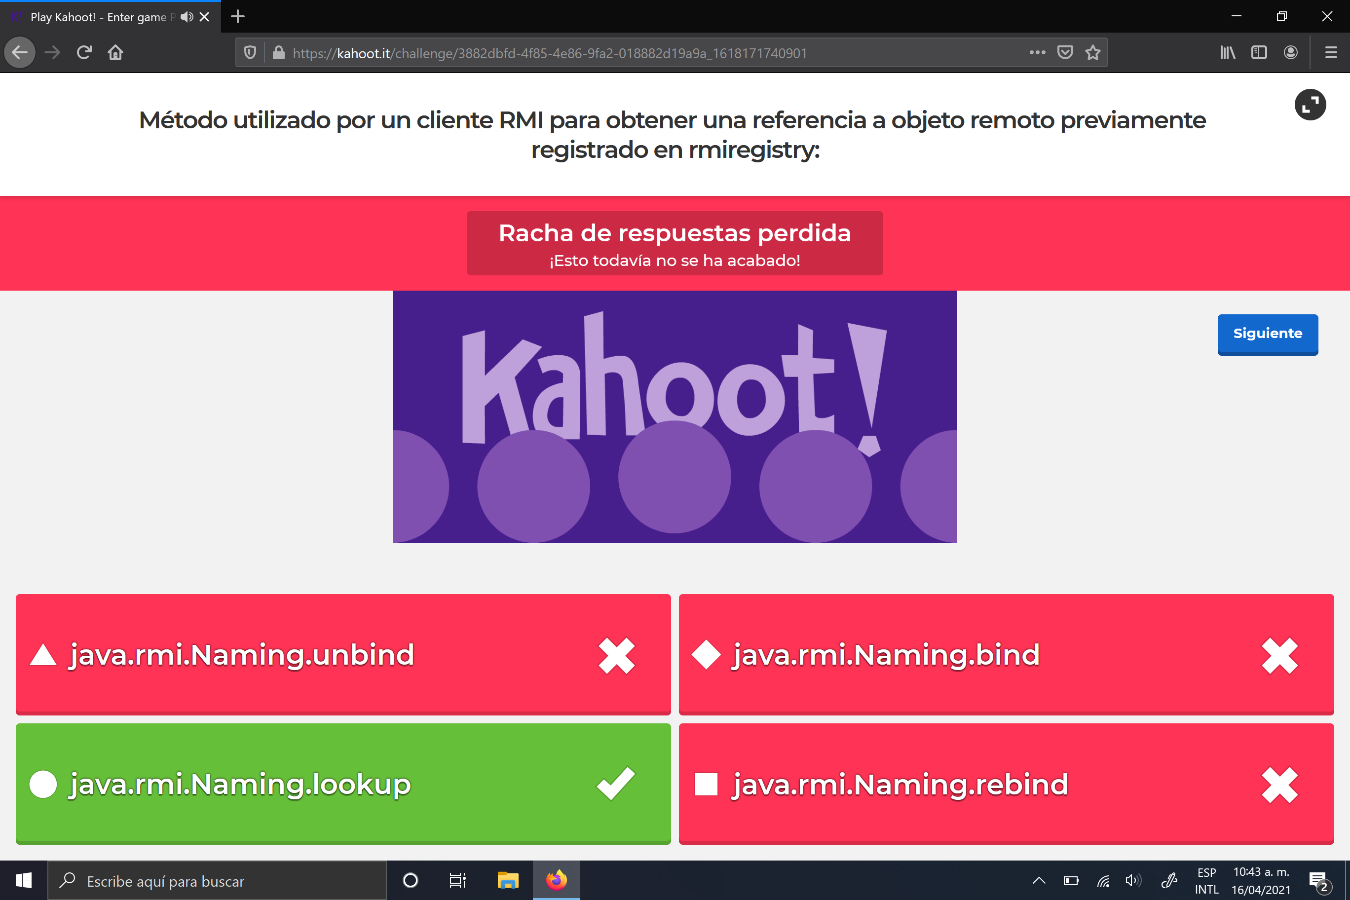 Play Kahoot! - Enter game P
https://kahoot.it/challenge/3882dbfd-4f85-4e86-9fa2-018882d19a9a_1618171740901
Método utilizado por un cliente RMI para obtener una referencia a objeto remoto previamente
registrado en rmiregistry:
Racha de respuestas perdida
¡Esto todavía no se ha acabado!
Kahoot!
Siguiente
java.rmi.Naming.unbind
java.rmi.Naming.bind
java.rmi.Naming.lookup
java.rmi.Naming.rebind
Escribe aquí para buscar
ESP
INTL
10:43 a. m.
16/04/2021
2